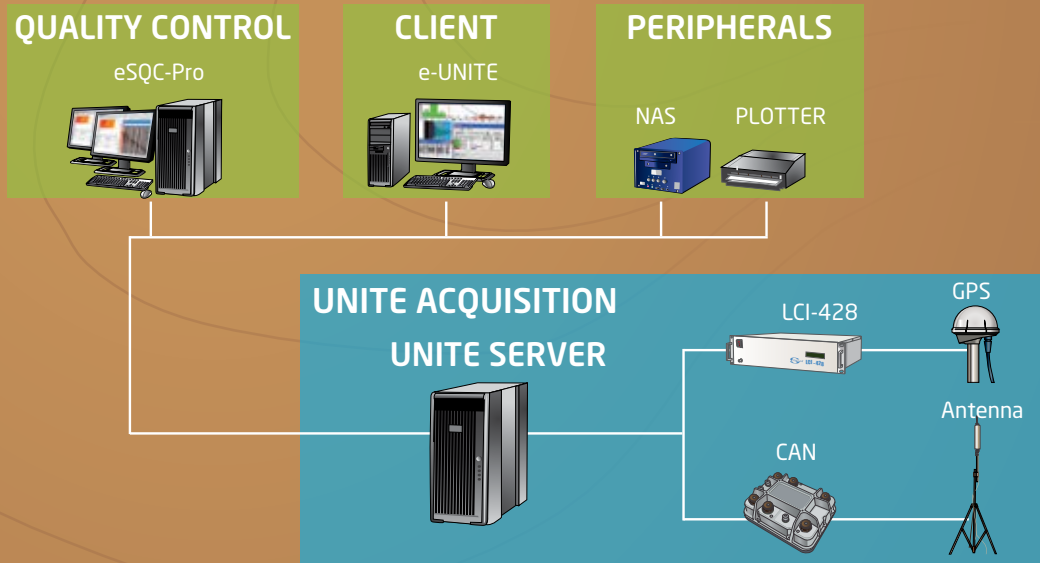 QUALITY CONTROL
eSQC-Pro
CLIENT
e-UNITE
PERIPHERALS
NAS
PLOTTER
UNITE ACQUISITION
UNITE SERVER
LCI-428
GPS
Antenna
CAN